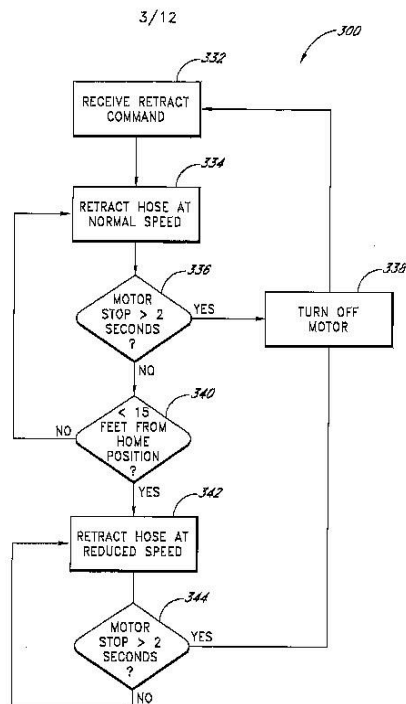 3/12
300
332
RECEIVE RETRACT
COMMAND
334
RETRACT HOSE AT
NORMAL SPEED
336
MOTOR
STOP > 2
SECONDS
?
YES
338
TURN OFF
MOTOR
NO
340
< 15
FEET FROM
HOME
POSITION
?
NO
YES
342
RETRACT HOSE AT
REDUCED SPEED
344
MOTOR
STOP > 2
SECONDS
?
YES
NO